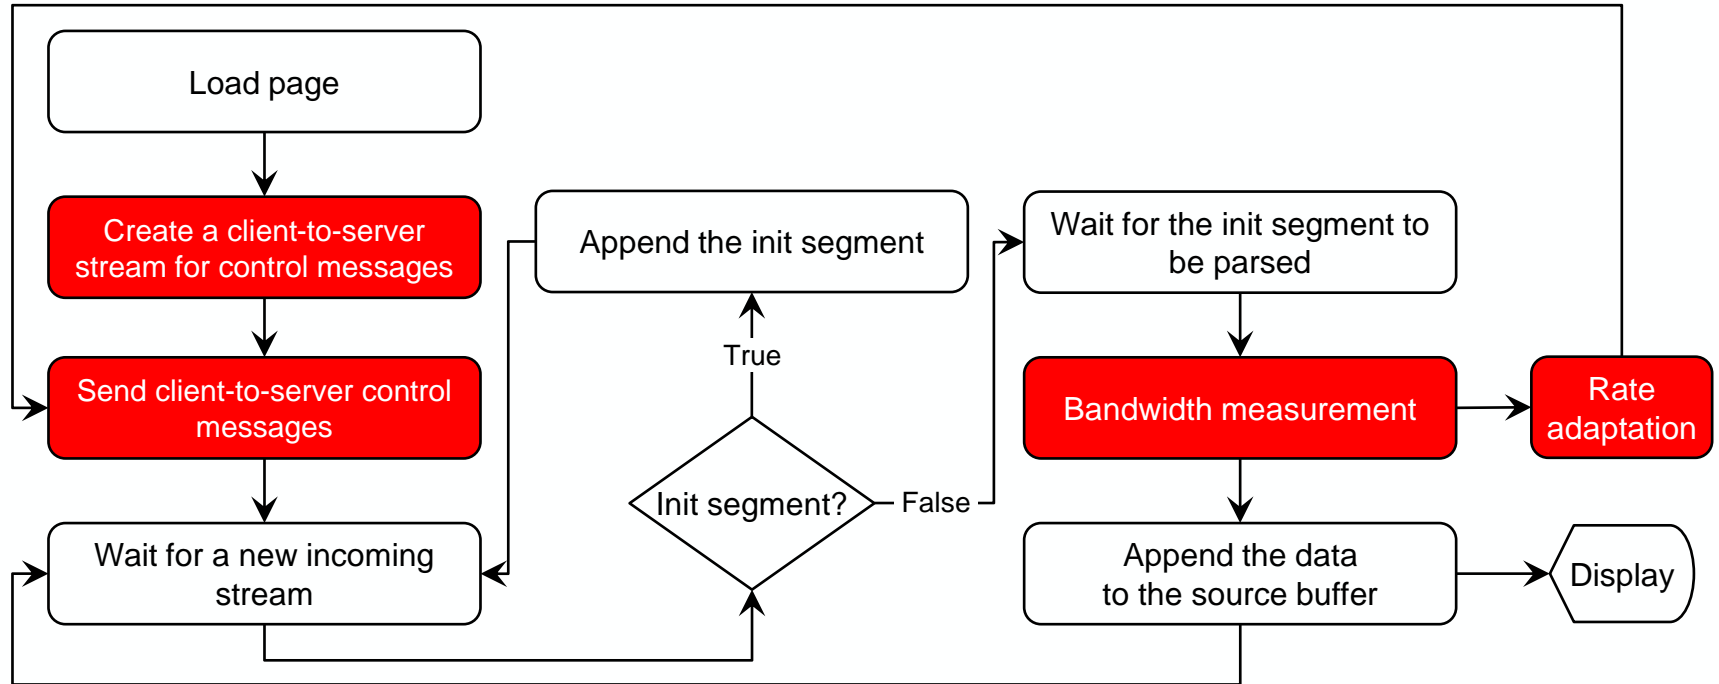 Load page
Create a client-to-server
stream for control messages
Send client-to-server control
messages
Wait for a new incoming
stream
Append the init segment
True
Init segment?
False
Wait for the init segment to
be parsed
Bandwidth measurement
Rate
adaptation
Append the data
to the source buffer
Display